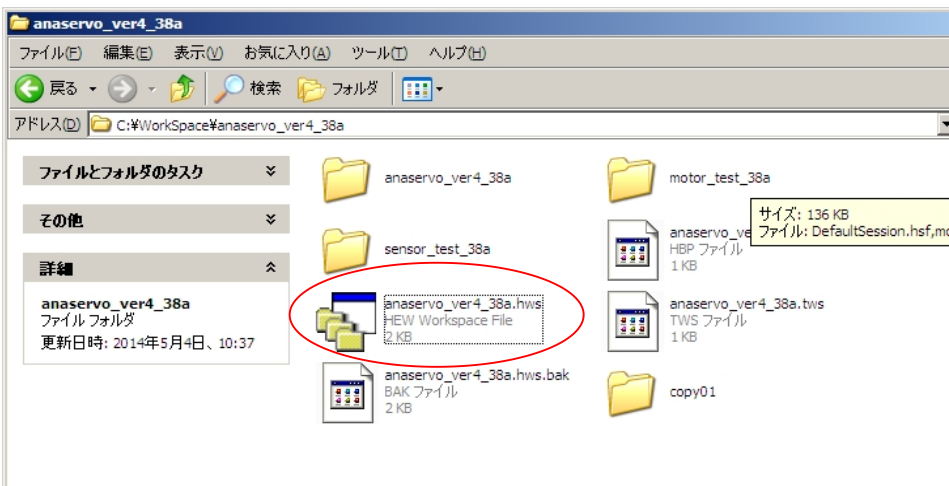 anaservo_ver4_38a
ファイル(F) 編集(E) 表示(V) お気に入り(A) ツール(T) ヘルプ(H)
戻る 検索 フォルダ
アドレス(D) C:¥WorkSpace¥anaservo_ver4_38a
ファイルとフォルダのタスク
その他
詳細
anaservo_ver4_38a
ファイル フォルダ
更新日時: 2014年5月4日、10:37
anaservo_ver4_38a
motor_test_38a
sensor_test_38a
anaservo_ve
HBP ファイル
1 KB
サイズ: 136 KB
ファイル: DefaultSession.hsf,mo
anaservo_ver4_38a.hws
HEW Workspace File
2 KB
anaservo_ver4_38a.tws
TWS ファイル
1 KB
anaservo_ver4_38a.hws.bak
BAK ファイル
2 KB
copy01